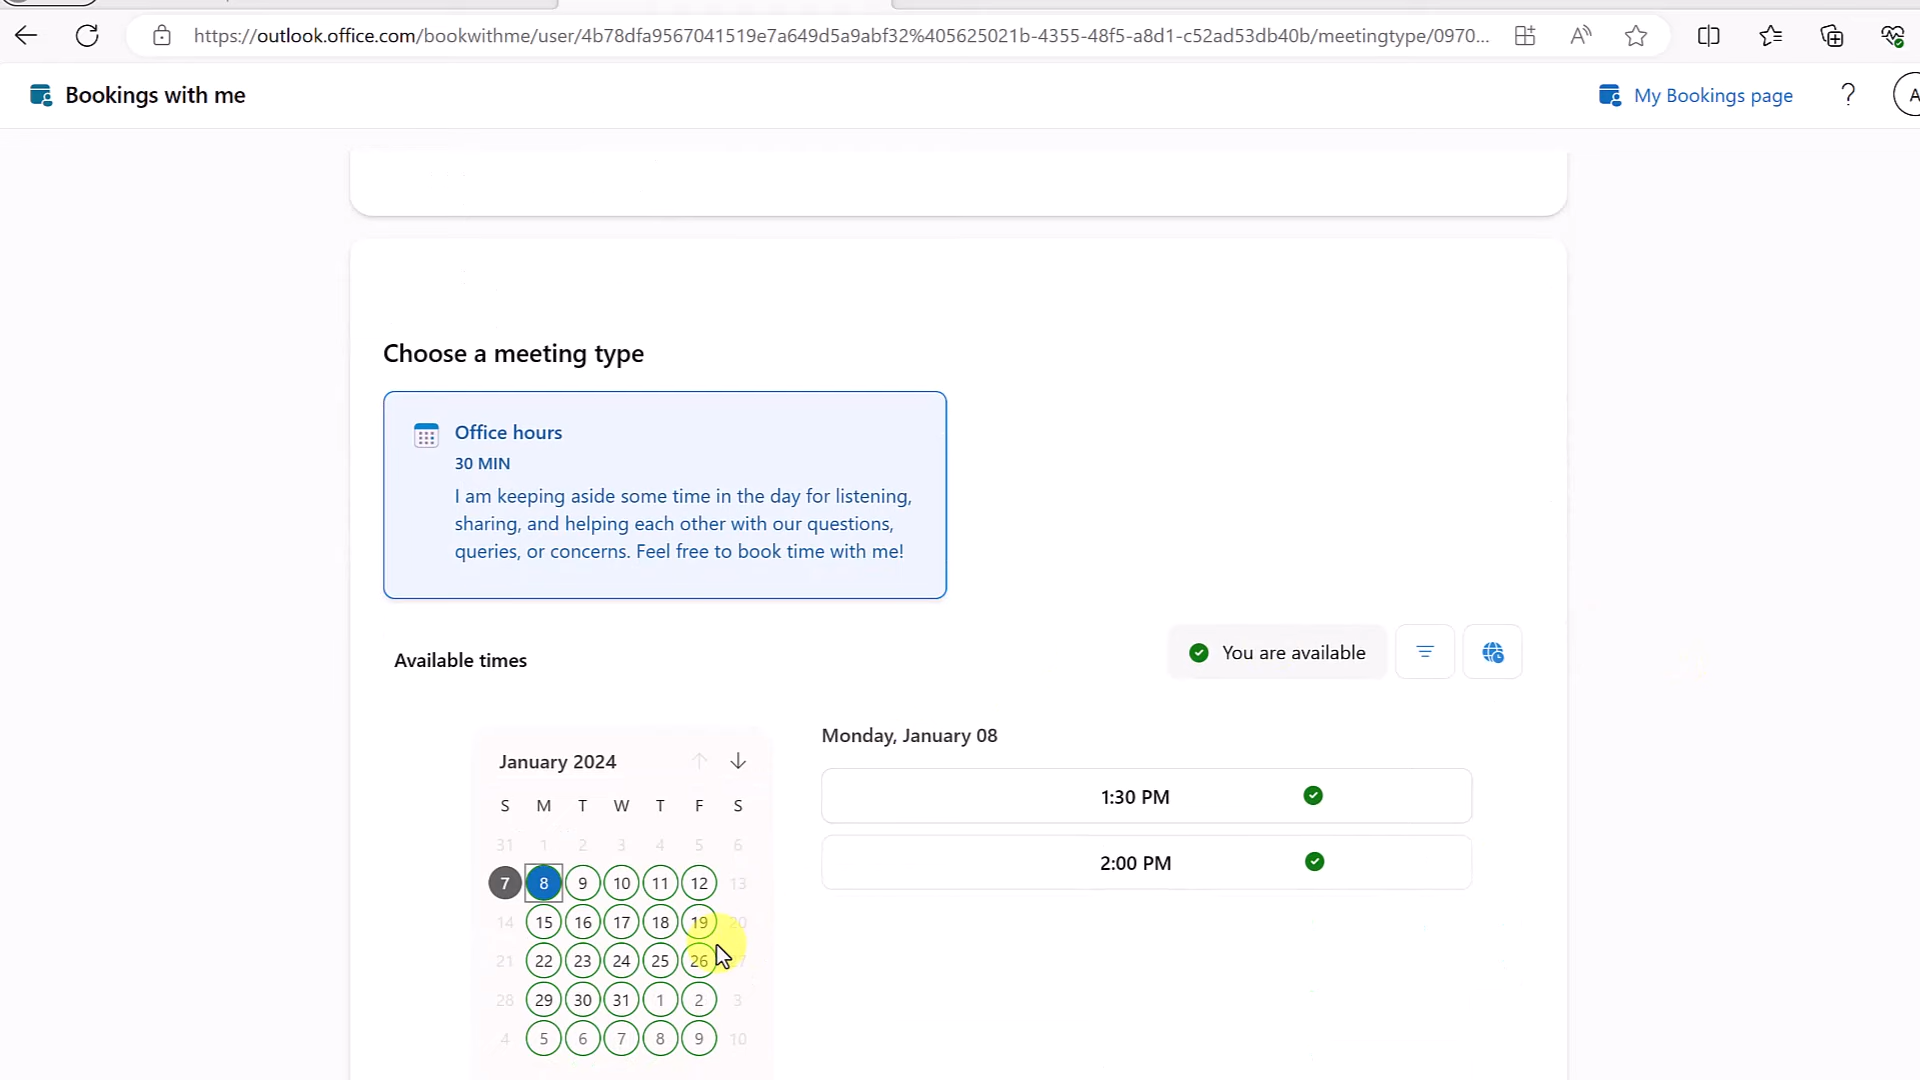 https://outlook.office.com/bookwithme/user/4b78dfa9567041519e7a649d5a9abf32%405625021b-4355-48f5-a8d1-c52ad53db40b/meetingtype/0970...
Bookings with me
My Bookings page
?
A
Choose a meeting type
Office hours
30 MIN
I am keeping aside some time in the day for listening,
sharing, and helping each other with our questions,
queries, or concerns. Feel free to book time with me!
Available times
You are available
January 2024
S M T W T F S
31 1 2 3 4 5 6
7 8 9 10 11 12 13
14 15 16 17 18 19 20
21 22 23 24 25 26 27
28 29 30 31 1 2 3
4 5 6 7 8 9 10
Monday, January 08
1:30 PM
2:00 PM